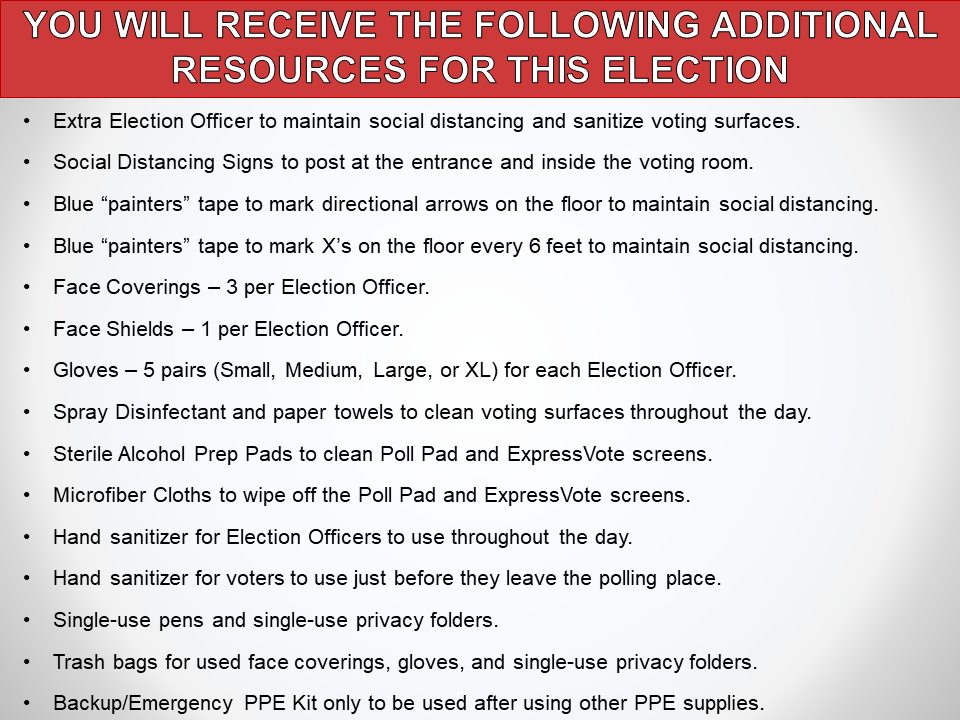 YOU WILL RECEIVE THE FOLLOWING ADDITIONAL
RESOURCES FOR THIS ELECTION
• Extra Election Officer to maintain social distancing and sanitize voting surfaces.
• Social Distancing Signs to post at the entrance and inside the voting room.
• Blue “painters” tape to mark directional arrows on the floor to maintain social distancing.
• Blue “painters” tape to mark X’s on the floor every 6 feet to maintain social distancing.
• Face Coverings – 3 per Election Officer.
• Face Shields – 1 per Election Officer.
• Gloves – 5 pairs (Small, Medium, Large, or XL) for each Election Officer.
• Spray Disinfectant and paper towels to clean voting surfaces throughout the day.
• Sterile Alcohol Prep Pads to clean Poll Pad and ExpressVote screens.
• Microfiber Cloths to wipe off the Poll Pad and ExpressVote screens.
• Hand sanitizer for Election Officers to use throughout the day.
• Hand sanitizer for voters to use just before they leave the polling place.
• Single-use pens and single-use privacy folders.
• Trash bags for used face coverings, gloves, and single-use privacy folders.
• Backup/Emergency PPE Kit only to be used after using other PPE supplies.